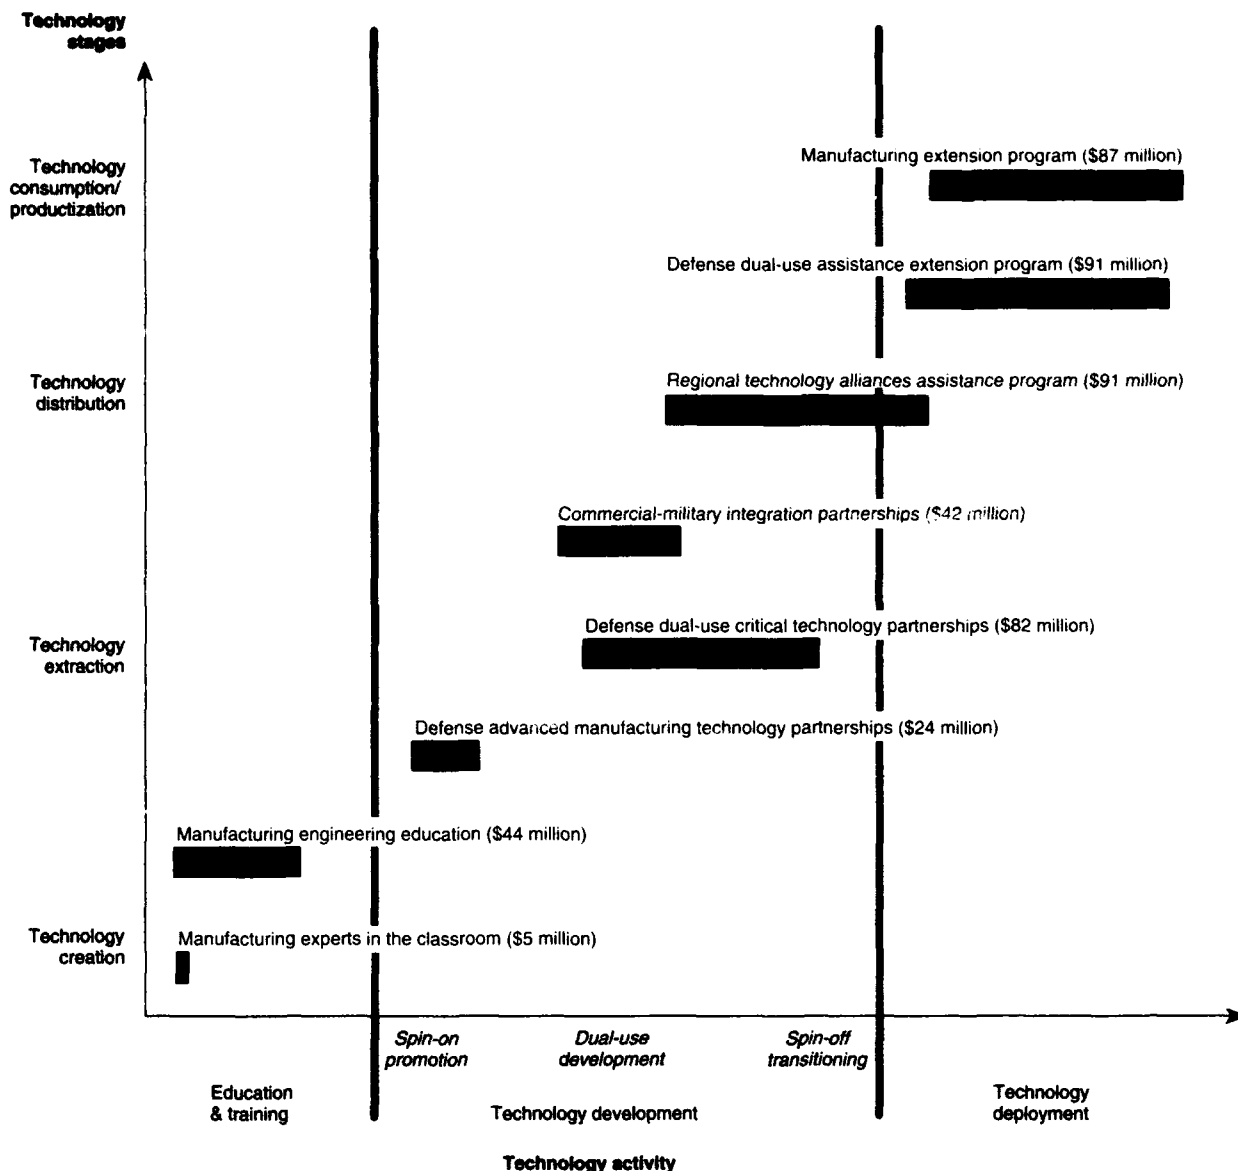 Technology
stages
Manufacturing extension program ($87 million)
Technology
consumption/
productization
Defense dual-use assistance extension program ($91 million)
Regional technology alliances assistance program ($91 million)
Technology
distribution
Commercial-military integration partnerships ($42 million)
Defense dual-use critical technology partnerships ($82 million)
Technology
extraction
Defense advanced manufacturing technology partnerships ($24 million)
Manufacturing engineering education ($44 million)
Technology
creation
Manufacturing experts in the classroom ($5 million)
Spin-on
promotion
Dual-use
development
Spin-off
transitioning
Education
& training
Technology development
Technology
deployment
Technology activity